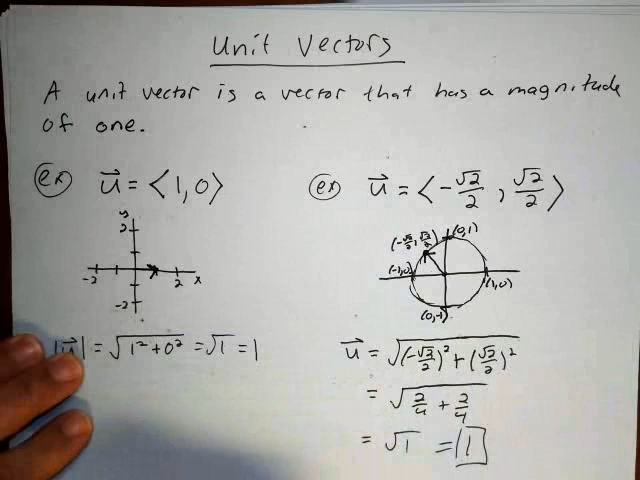 Unit Vectors
A unit vector is a vector that has a magnitude
of one.
ex u⃗ = ⟨1, 0⟩
y
2
-2 2 x
-2
|u⃗| = √(1² + 0²) = √1 = 1
ex u⃗ = ⟨-√2/2, √2/2⟩
(-√2/2, √2/2) (0,1)
(-1,0) (1,0)
(0,-1)
u⃗ = √((-√2/2)² + (√2/2)²)
= √(2/4 + 2/4)
= √1 = 1